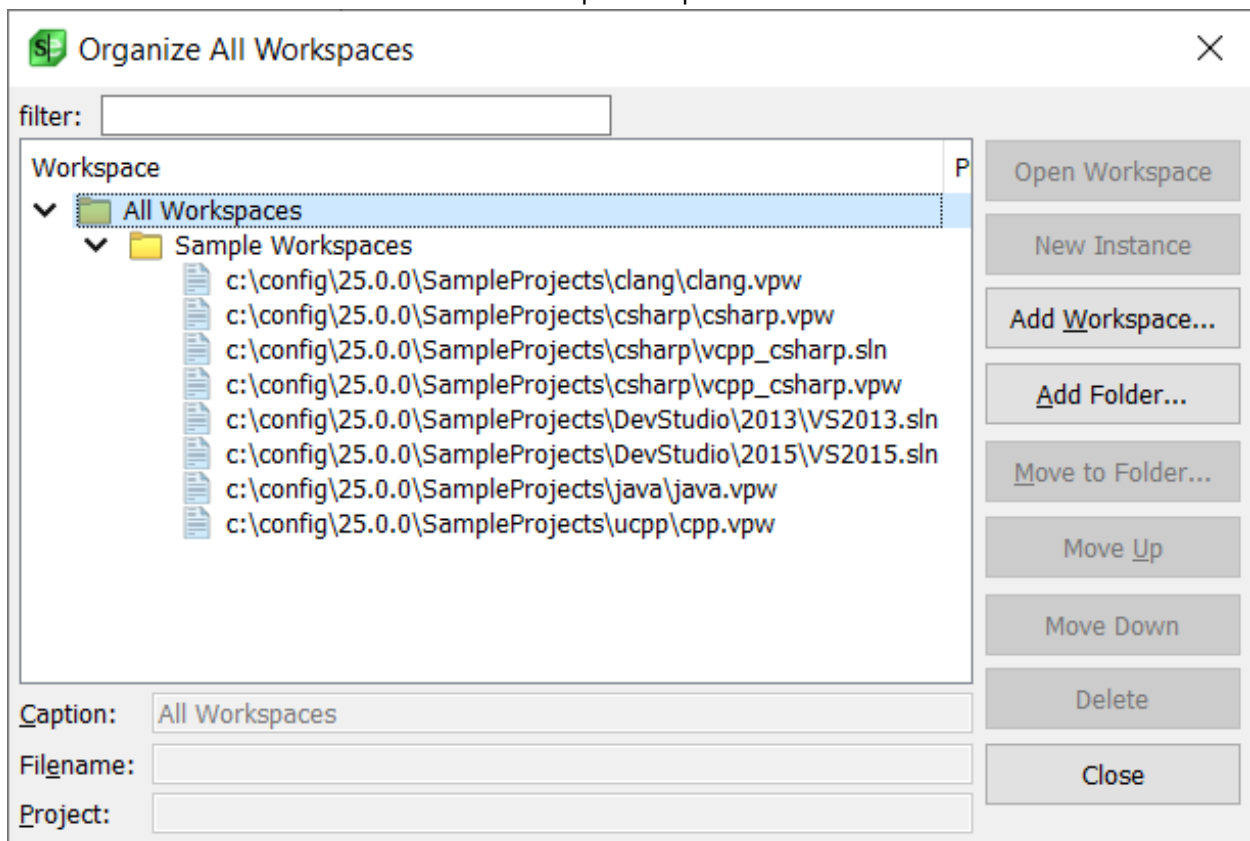 Organize All Workspaces
filter:
Workspace P
All Workspaces
Sample Workspaces
c:\config\25.0.0\SampleProjects\clang\clang.vpw
c:\config\25.0.0\SampleProjects\csharp\csharp.vpw
c:\config\25.0.0\SampleProjects\csharp\vcpp_csharp.sln
c:\config\25.0.0\SampleProjects\csharp\vcpp_csharp.vpw
c:\config\25.0.0\SampleProjects\DevStudio\2013\VS2013.sln
c:\config\25.0.0\SampleProjects\DevStudio\2015\VS2015.sln
c:\config\25.0.0\SampleProjects\java\java.vpw
c:\config\25.0.0\SampleProjects\ucpp\cpp.vpw
Open Workspace
New Instance
Add Workspace...
Add Folder...
Move to Folder...
Move Up
Move Down
Delete
Close
Caption: All Workspaces
Filename:
Project: